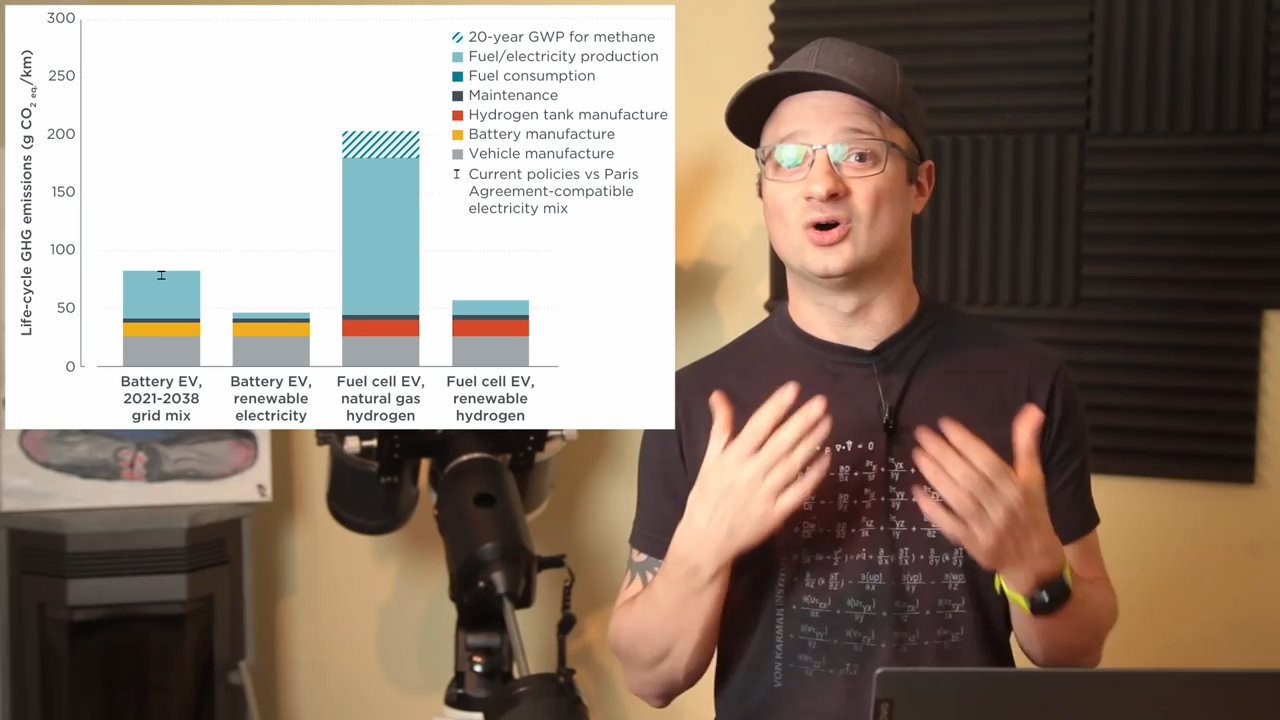 Life-cycle GHG emissions (g CO2 eq./km)
300
250
200
150
100
50
0
20-year GWP for methane
Fuel/electricity production
Fuel consumption
Maintenance
Hydrogen tank manufacture
Battery manufacture
Vehicle manufacture
Current policies vs Paris
Agreement-compatible
electricity mix
Battery EV,
2021-2038
grid mix
Battery EV,
renewable
electricity
Fuel cell EV,
natural gas
hydrogen
Fuel cell EV,
renewable
hydrogen
VON KARMAN